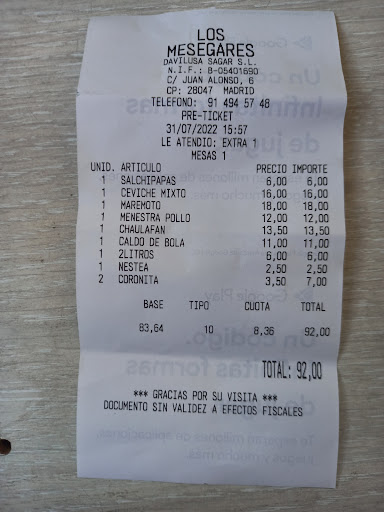 LOS
MESEGARES
DAVILUSA SAGAR S.L.
N.I.F.: B-05401690
C/ JUAN ALONSO, 6
CP: 28047 MADRID
TELEFONO: 91 494 57 48
PRE-TICKET
31/07/2022 15:57
LE ATENDIO: EXTRA 1
MESAS 1
UNID. ARTICULO PRECIO IMPORTE
1 SALCHIPAPAS 6,00 6,00
1 CEVICHE MIXTO 16,00 16,00
1 MAREMOTO 18,00 18,00
1 MENESTRA POLLO 12,00 12,00
1 CHAULAFAN 13,50 13,50
1 CALDO DE BOLA 11,00 11,00
1 2LITROS 6,00 6,00
1 NESTEA 2,50 2,50
2 CORONITA 3,50 7,00
BASE TIPO CUOTA TOTAL
83,64 10 8,36 92,00
TOTAL: 92,00
*** GRACIAS POR SU VISITA ***
DOCUMENTO SIN VALIDEZ A EFECTOS FISCALES